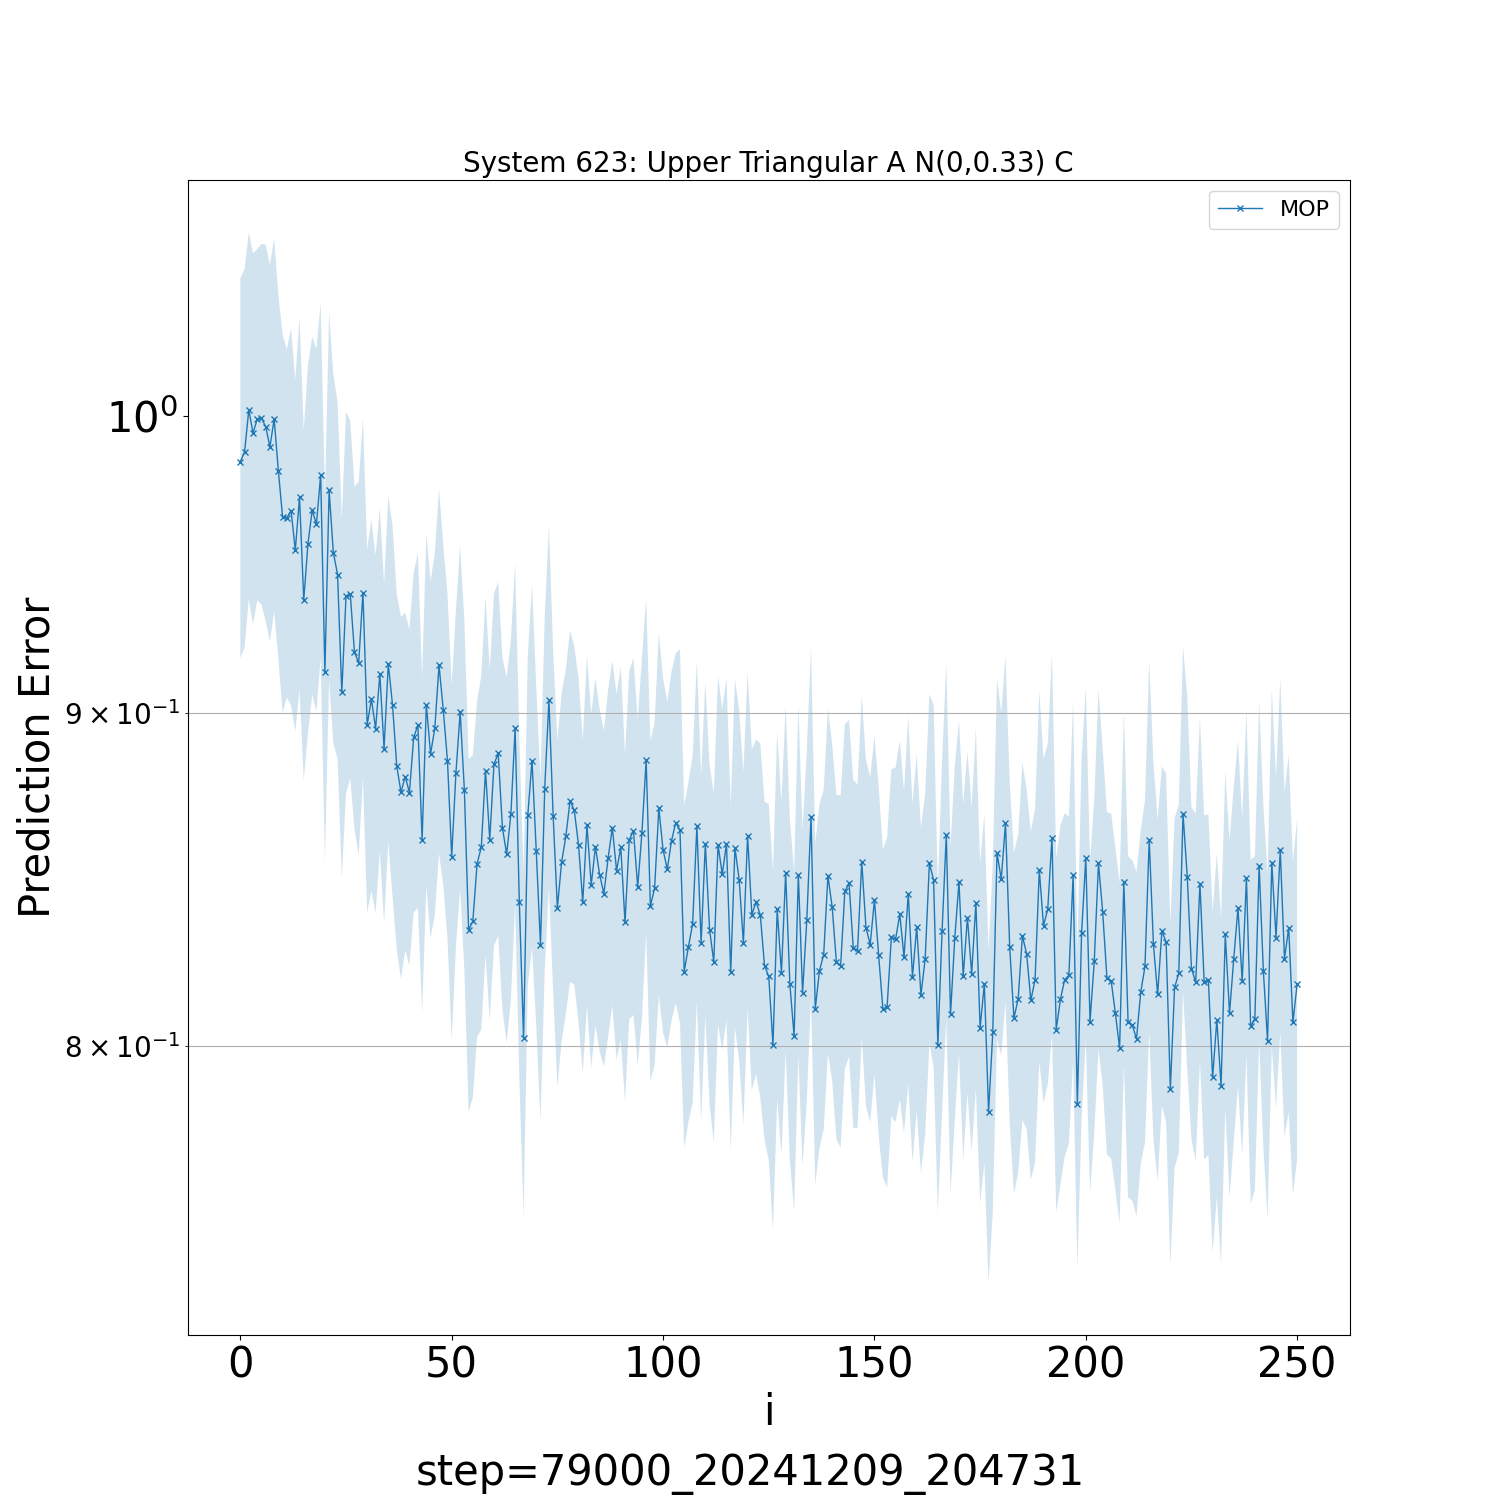 System 623: Upper Triangular A N(0,0.33) C
MOP
10⁰
9 × 10⁻¹
8 × 10⁻¹
Prediction Error
0 50 100 150 200 250
i
step=79000_20241209_204731